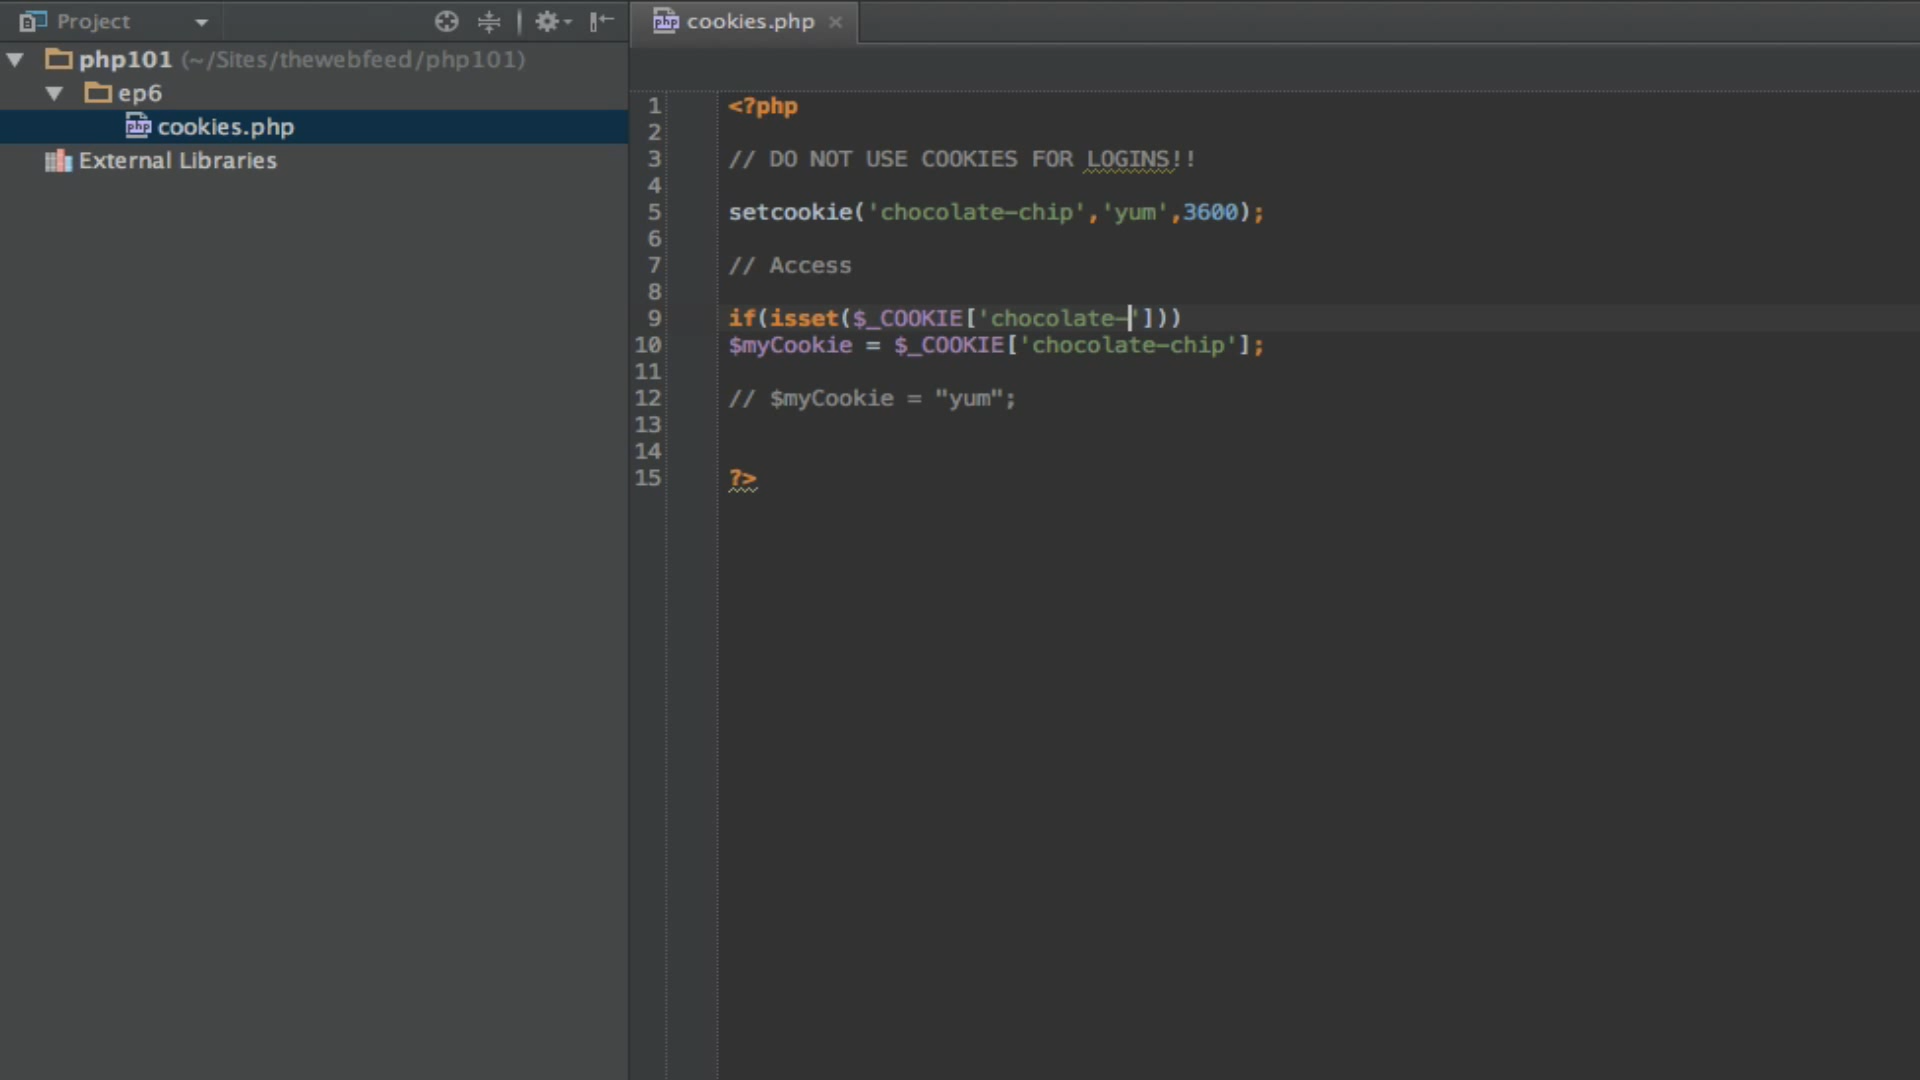 Project
php101 (~/Sites/thewebfeed/php101)
ep6
php cookies.php
External Libraries
php cookies.php
1 <?php
2
3 // DO NOT USE COOKIES FOR LOGINS!!
4
5 setcookie('chocolate-chip','yum',3600);
6
7 // Access
8
9 if(isset($_COOKIE['chocolate-']))
10 $myCookie = $_COOKIE['chocolate-chip'];
11
12 // $myCookie = "yum";
13
14
15 ?>